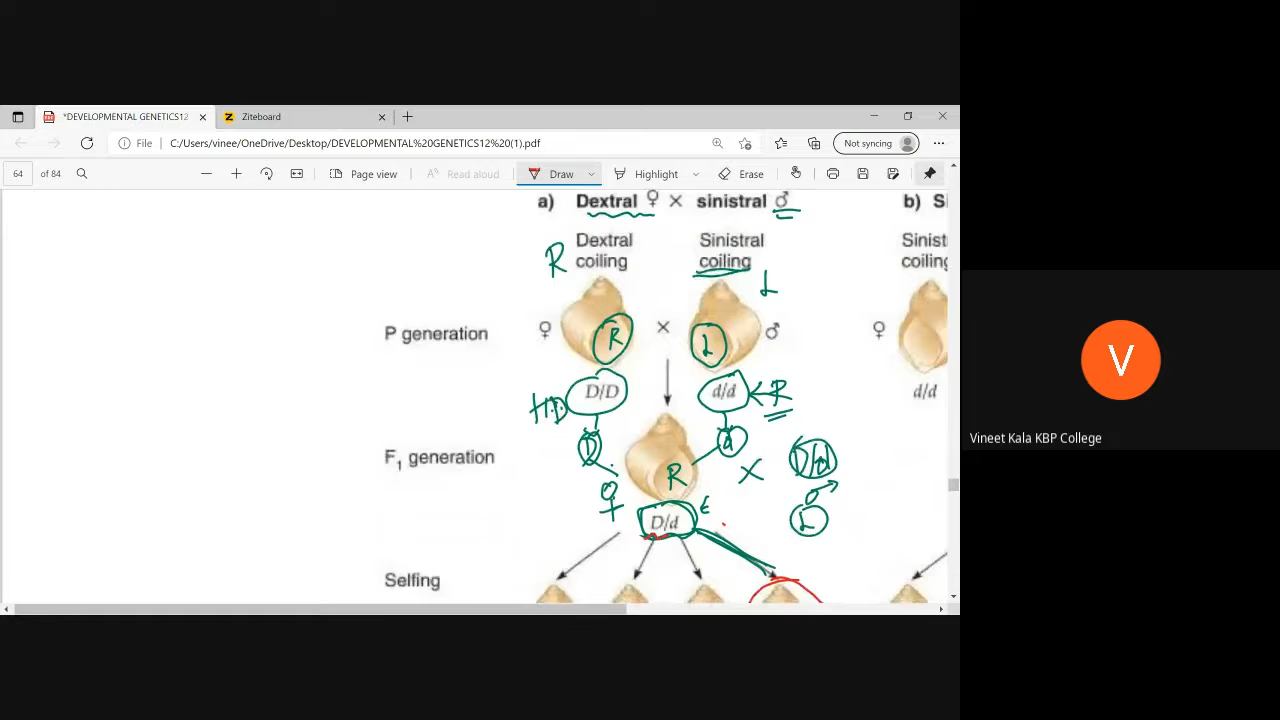 *DEVELOPMENTAL GENETICS12
Ziteboard
File C:/Users/vinee/OneDrive/Desktop/DEVELOPMENTAL%20GENETICS12%20(1).pdf
Not syncing
64 of 84
Page view
Read aloud
Draw
Highlight
Erase
a) Dextral ♀ × sinistral ♂
b) S
R
Dextral
coiling
Sinistral
coiling
L
Sinist
coiling
P generation
♀ R × L ♂
♀
D/D
d/d
R
d/d
D
d
F1 generation
R
X
D/d
♀
♂
D/d
L
Selfing
V
Vineet Kala KBP College